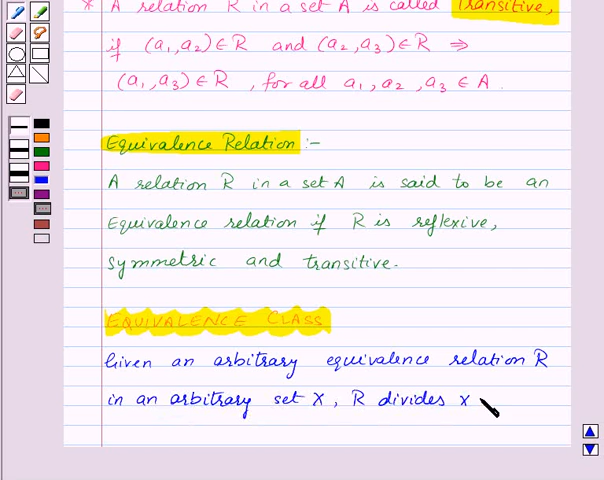 * A relation R in a set A is called Transitive,
if (a₁,a₂)∈R and (a₂,a₃)∈R ⇒
(a₁,a₃)∈R , for all a₁,a₂,a₃ ∈ A.
Equivalence Relation :-
A relation R in a set A is said to be an
Equivalence relation if R is reflexive,
symmetric and transitive.
EQUIVALENCE CLASS
Given an arbitrary equivalence relation R
in an arbitrary set X, R divides X